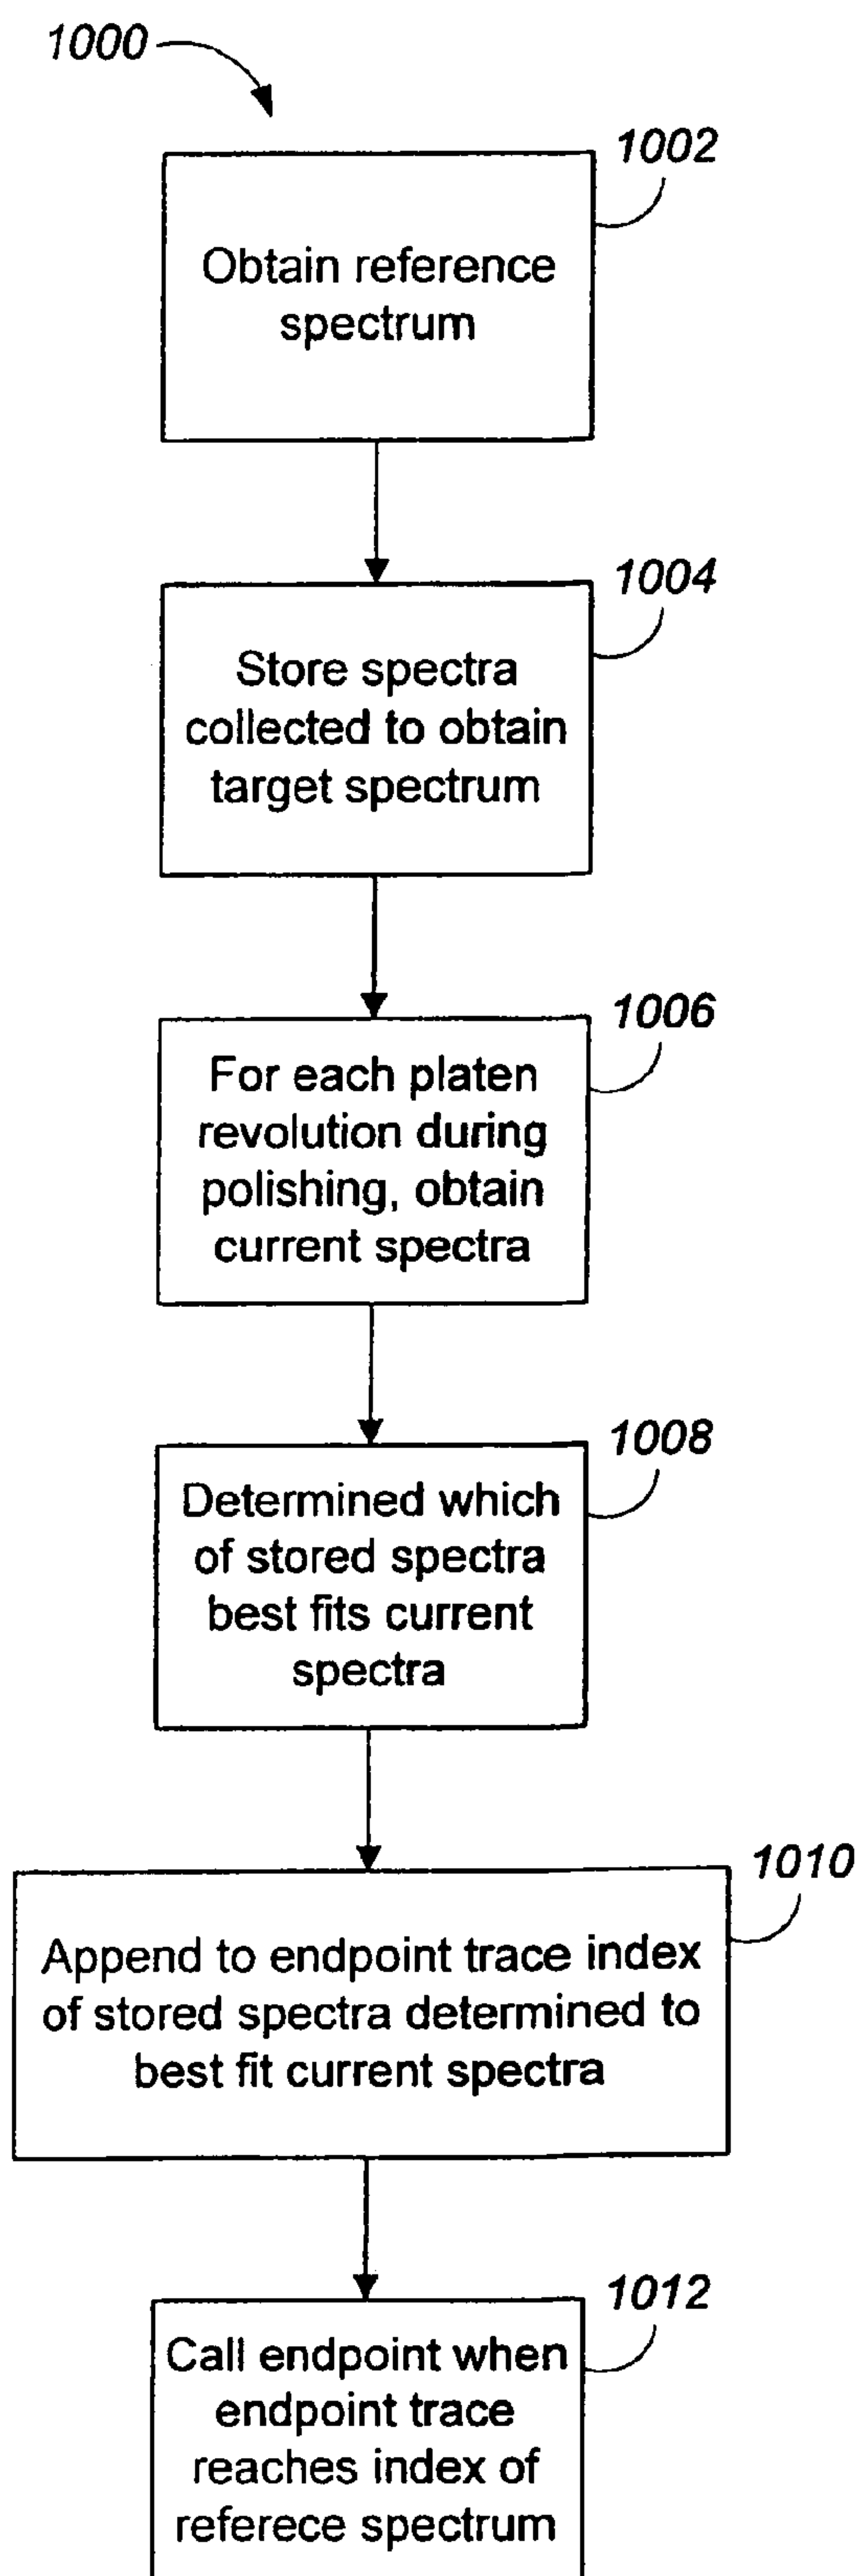 1000
1002
Obtain reference
spectrum
1004
Store spectra
collected to obtain
target spectrum
1006
For each platen
revolution during
polishing, obtain
current spectra
1008
Determined which
of stored spectra
best fits current
spectra
1010
Append to endpoint trace index
of stored spectra determined to
best fit current spectra
1012
Call endpoint when
endpoint trace
reaches index of
referece spectrum